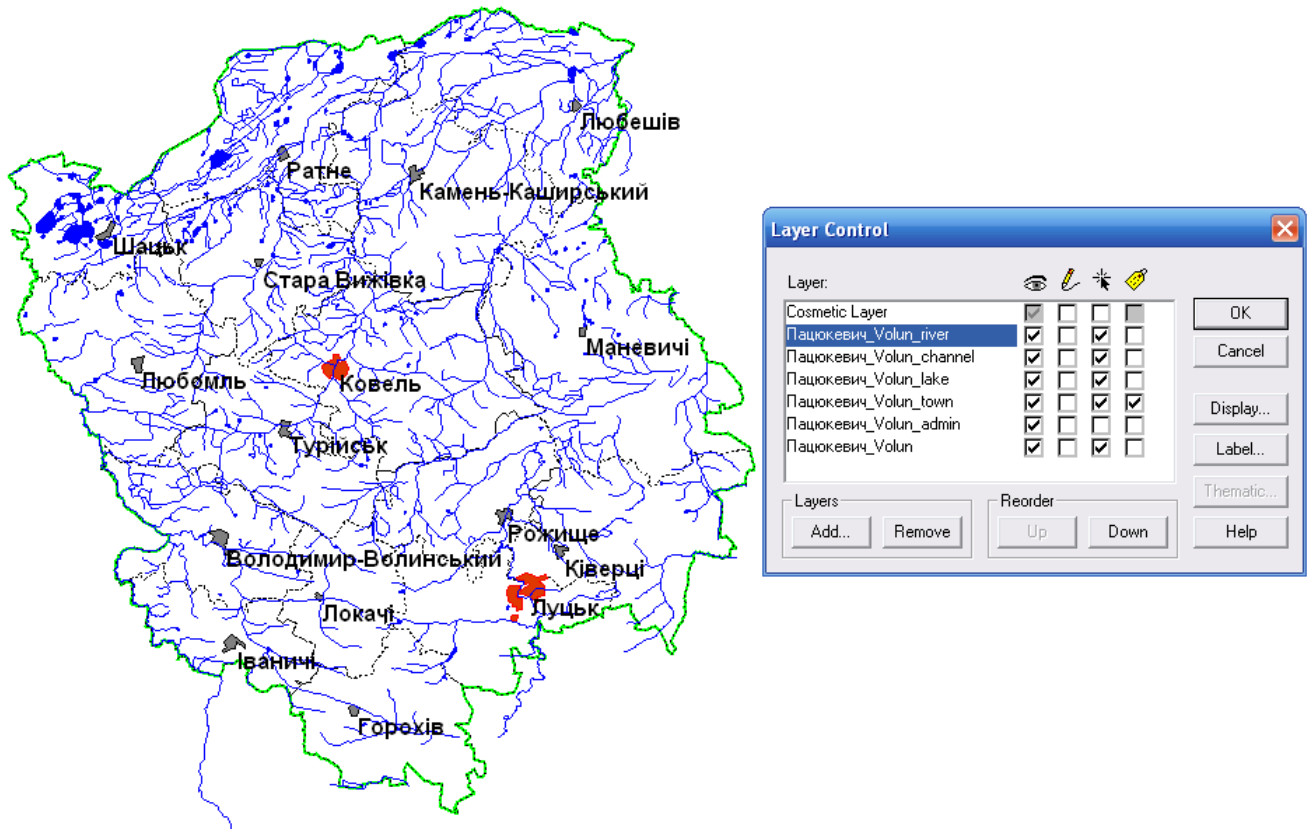 Любешів
Ратне
Камень-Каширський
Шацьк
Стара Вижівка
Маневичі
Любомль
Ковель
Турійськ
Рожище
Володимир-Волинський
Ківерці
Луцьк
Локачі
Іваничі
Горохів
Layer Control
Layer:
Cosmetic Layer
Пацюкевич_Volun_river
Пацюкевич_Volun_channel
Пацюкевич_Volun_lake
Пацюкевич_Volun_town
Пацюкевич_Volun_admin
Пацюкевич_Volun
OK
Cancel
Display...
Label...
Thematic...
Help
Layers
Add...
Remove
Reorder
Up
Down